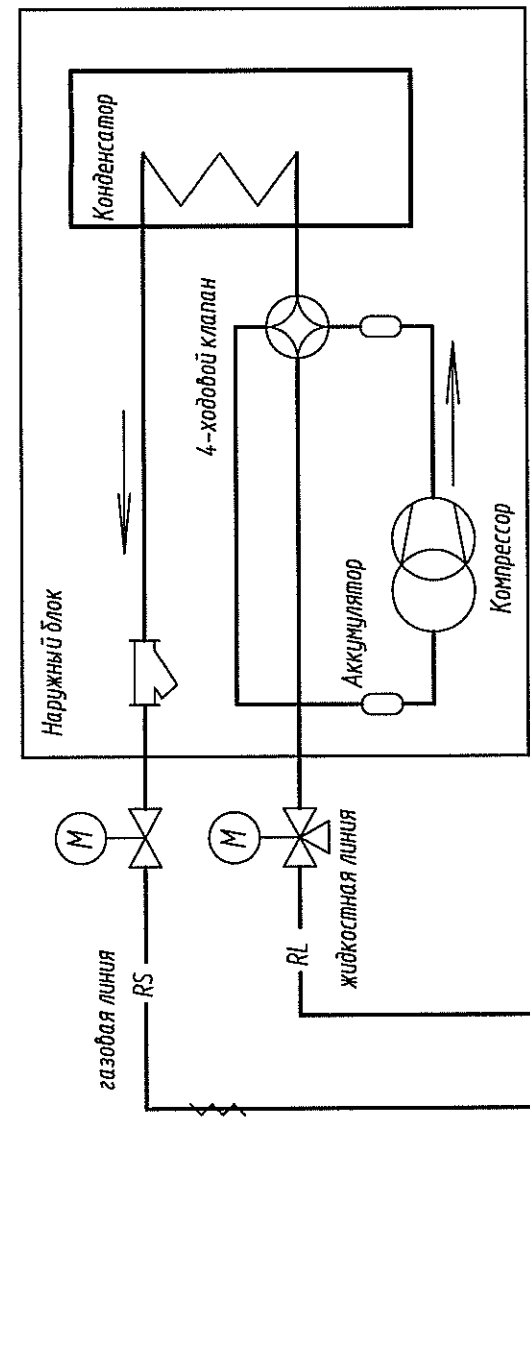 Наружный блок
Конденсатор
4-ходовой клапан
Аккумулятор
Компрессор
М
М
газовая линия
RS
RL
жидкостная линия